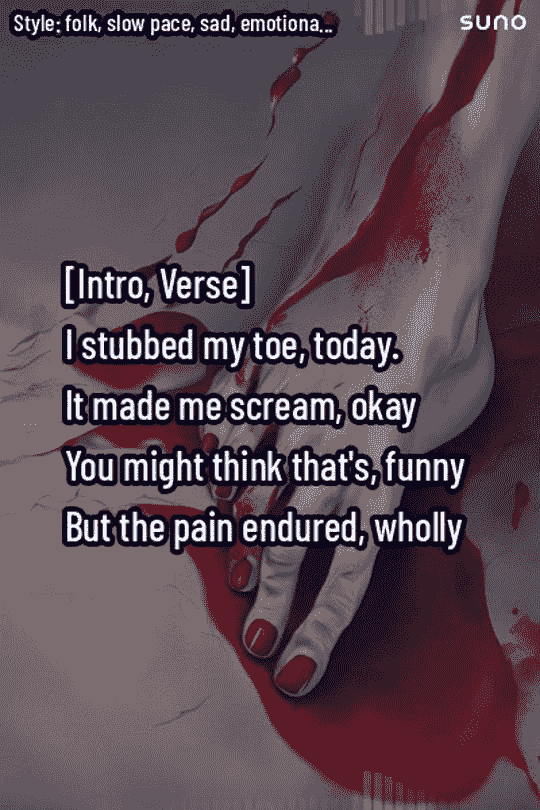 Style: folk, slow pace, sad, emotiona...
suno
[Intro, Verse]
I stubbed my toe, today.
It made me scream, okay
You might think that's, funny
But the pain endured, wholly